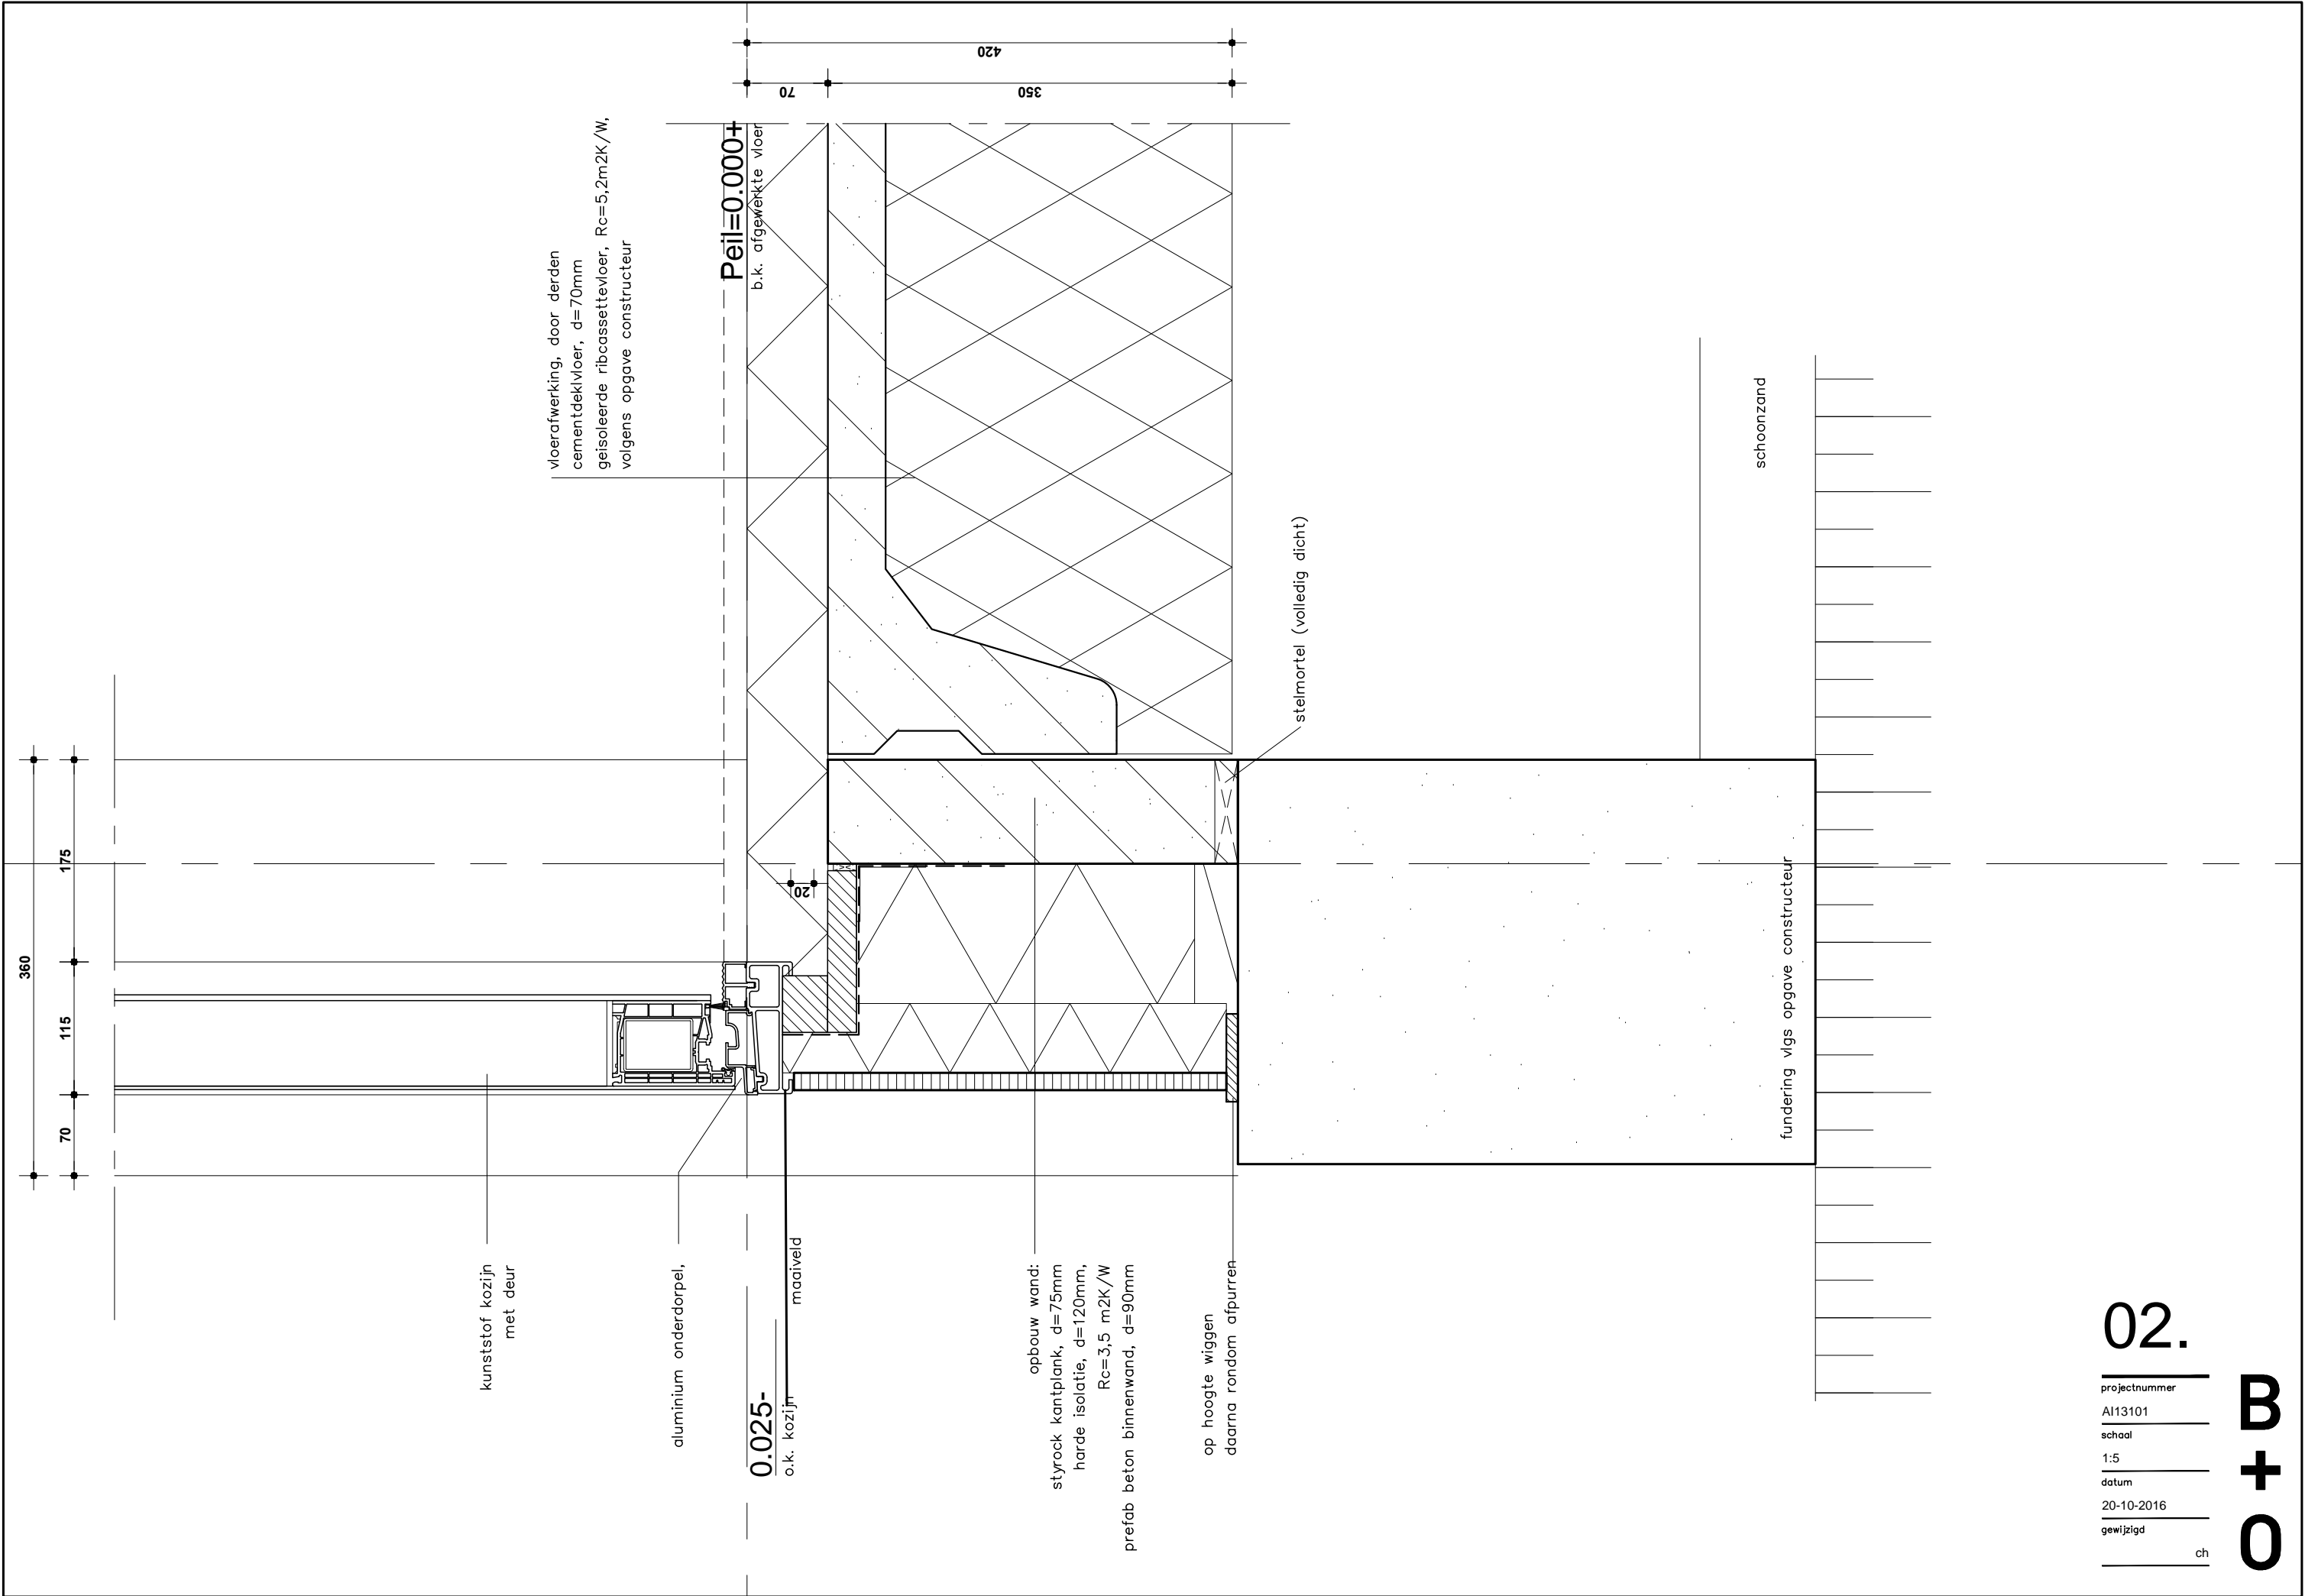 420
70
350
vloerafwerking, door derden
cementdeklvloer, d=70mm
geisoleerde ribcassettevloer, Rc=5,2m2K/W,
volgens opgave constructeur
Peil=0.000+
b.k. afgewerkte vloer
schoonzand
stelmortel (volledig dicht)
360
175
115
70
20
fundering vlgs opgave constructeur
kunststof kozijn
met deur
aluminium onderdorpel,
0.025-
o.k. kozijn
maaiveld
opbouw wand:
styrock kantplank, d=75mm
harde isolatie, d=120mm,
Rc=3,5 m2K/W
prefab beton binnenwand, d=90mm
op hoogte wiggen
daarna rondom afpurren
02.
projectnummer
AI13101
schaal
1:5
datum
20-10-2016
gewijzigd
ch
B+O